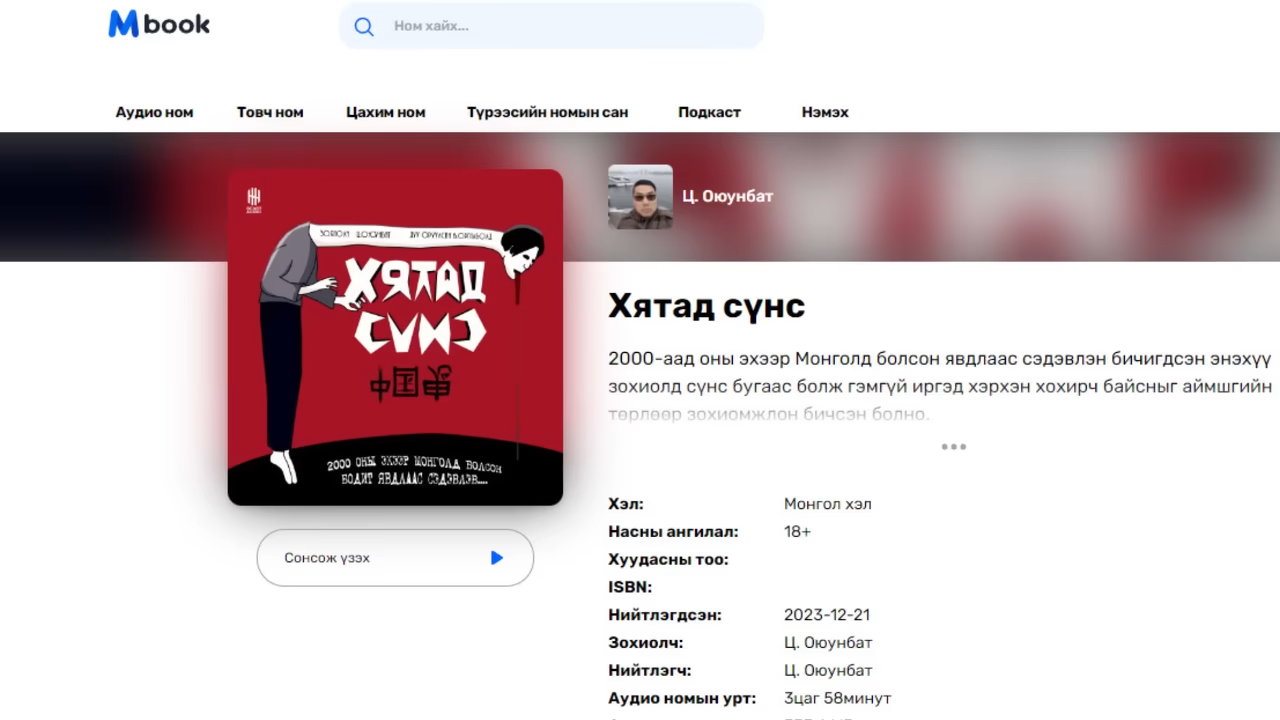 Mbook
Ном хайх...
Аудио ном
Товч ном
Цахим ном
Түрээсийн номын сан
Подкаст
Нэмэх
Ц. Оюунбат
ХЯТАД
СҮНС
中国
2000 ОНЫ ЭХЭЭР МОНГОЛД БОЛСОН
БОДИТ ЯВДЛААС СЭДЭВЛЭВ....
Сонсож үзэх
Хятад сүнс
2000-аад оны эхээр Монголд болсон явдлаас сэдэвлэн бичигдсэн энэхүү
зохиолд сүнс бугаас болж гэмгүй иргэд хэрхэн хохирч байсныг аймшгийн
төрлөөр зохиомжлон бичсэн болно.
Хэл: Монгол хэл
Насны ангилал: 18+
Хуудасны тоо:
ISBN:
Нийтлэгдсэн: 2023-12-21
Зохиолч: Ц. Оюунбат
Нийтлэгч: Ц. Оюунбат
Аудио номын урт: 3цаг 58минут